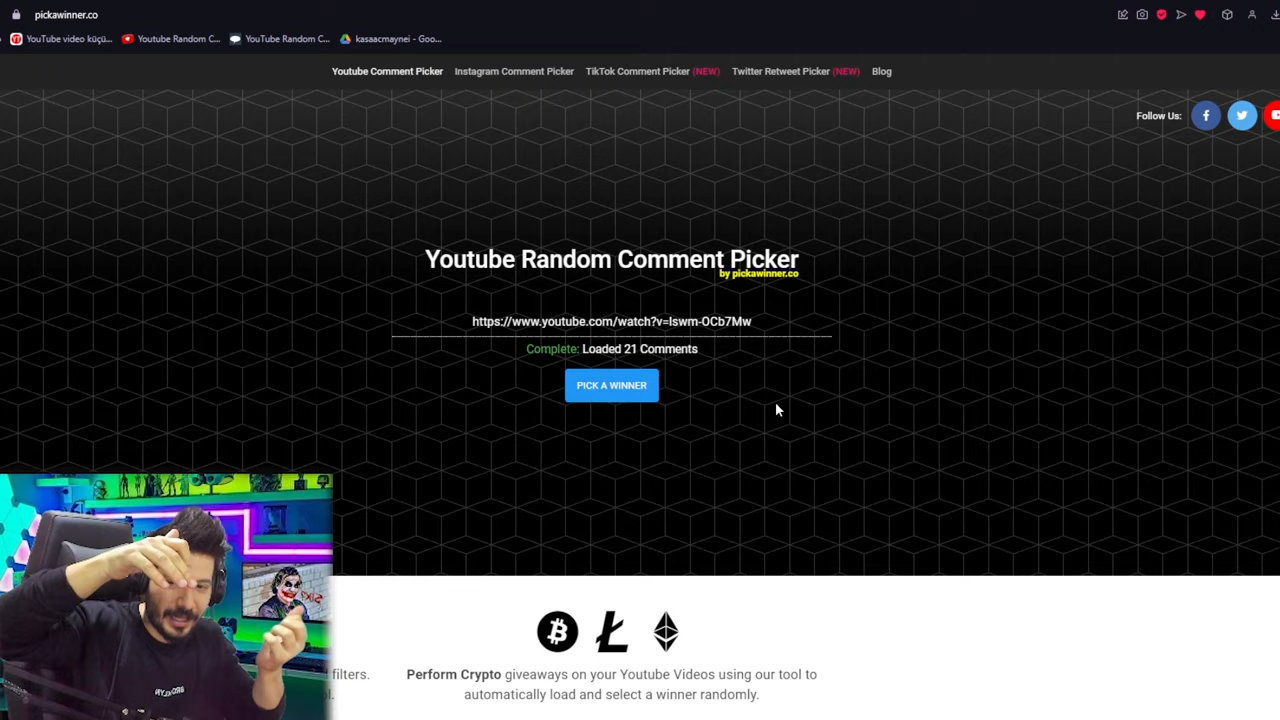 pickawinner.co
YouTube video küçü...
Youtube Random C...
YouTube Random C...
kasaacmaynei - Goo...
Youtube Comment Picker
Instagram Comment Picker
TikTok Comment Picker (NEW)
Twitter Retweet Picker (NEW)
Blog
Follow Us:
Youtube Random Comment Picker
by pickawinner.co
https://www.youtube.com/watch?v=Iswm-OCb7Mw
Complete: Loaded 21 Comments
PICK A WINNER
filters.
Perform Crypto giveaways on your Youtube Videos using our tool to
automatically load and select a winner randomly.